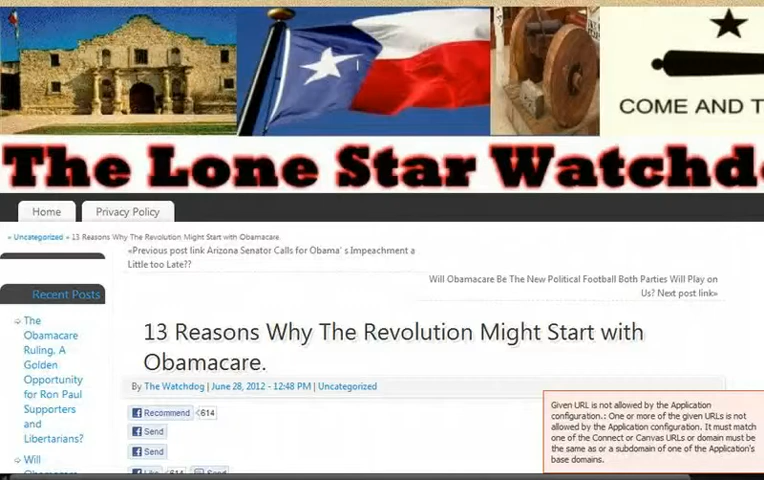 COME AND T
The Lone Star Watchd
Home
Privacy Policy
« Uncategorized » 13 Reasons Why The Revolution Might Start with Obamacare.
«Previous post link Arizona Senator Calls for Obama' s Impeachment a
Little too Late??
Will Obamacare Be The New Political Football Both Parties Will Play on
Us? Next post link»
Recent Posts
The
Obamacare
Ruling. A
Golden
Opportunity
for Ron Paul
Supporters
and
Libertarians?
Will
13 Reasons Why The Revolution Might Start with
Obamacare.
By The Watchdog | June 28, 2012 - 12:48 PM | Uncategorized
Recommend 614
Send
Send
Like 614 Send
Given URL is not allowed by the Application
configuration.: One or more of the given URLs is not
allowed by the Application configuration. It must match
one of the Connect or Canvas URLs or domain must be
the same as or a subdomain of one of the Application's
base domains.